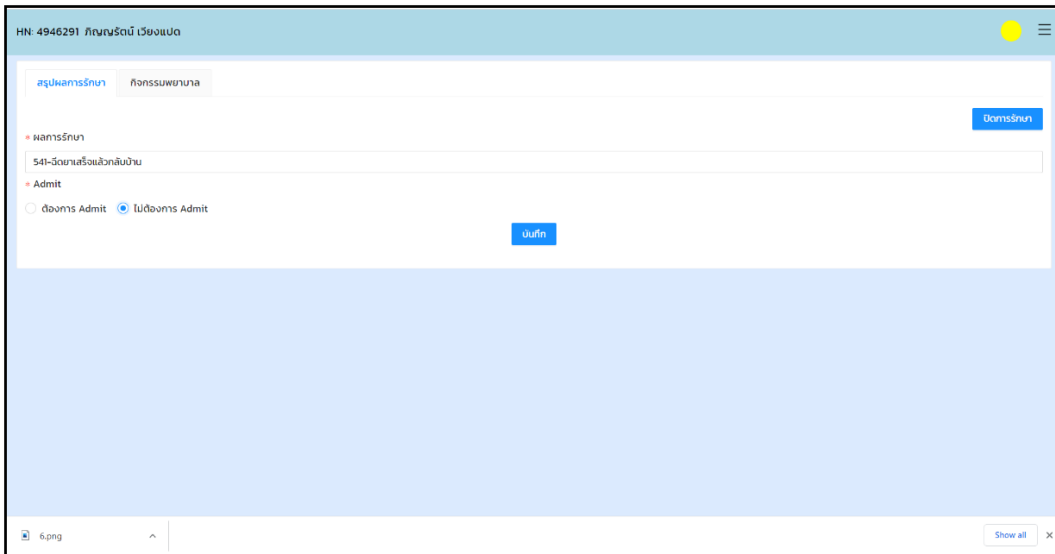 HN: 4946291 ภิญญรัตน์ เวียงแปด
สรุปผลการรักษา กิจกรรมพยาบาล
ปิดการรักษา
* ผลการรักษา
541-ฉีดยาเสร็จแล้วกลับบ้าน
* Admit
ต้องการ Admit ไม่ต้องการ Admit
บันทึก
6.png
Show all